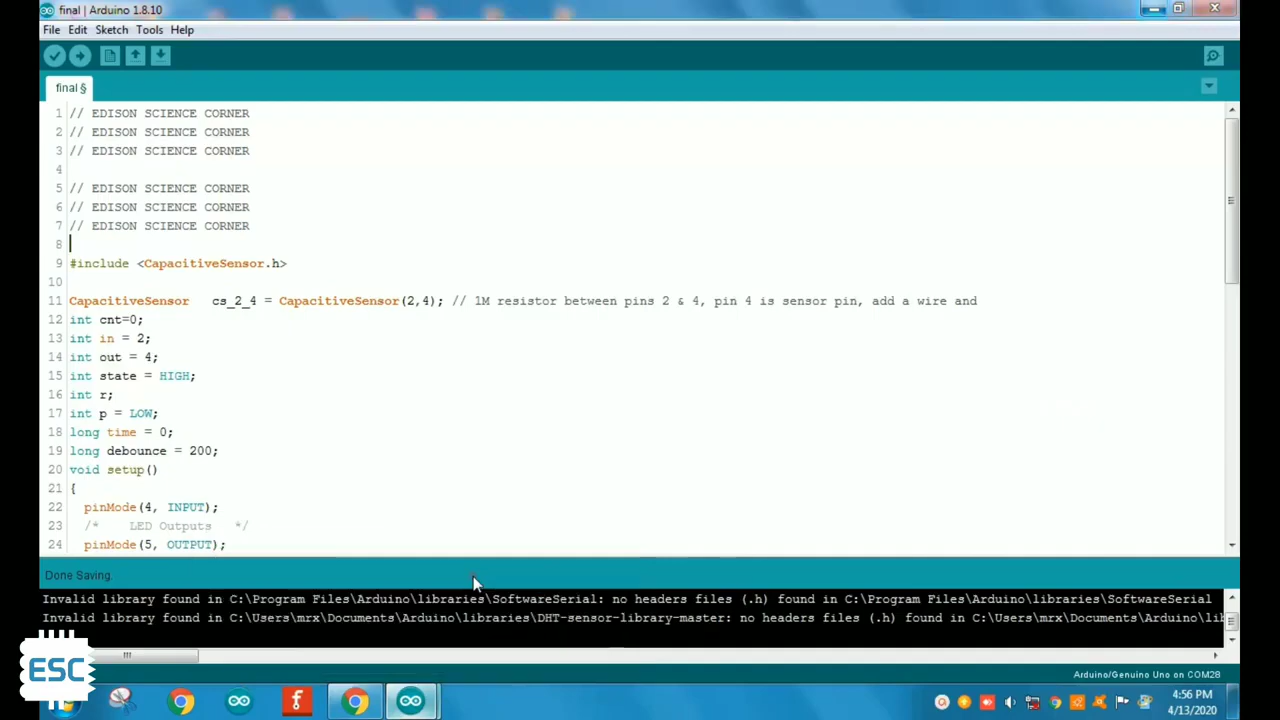 final | Arduino 1.8.10
File Edit Sketch Tools Help
final §
1 // EDISON SCIENCE CORNER
2 // EDISON SCIENCE CORNER
3 // EDISON SCIENCE CORNER
4
5 // EDISON SCIENCE CORNER
6 // EDISON SCIENCE CORNER
7 // EDISON SCIENCE CORNER
8
9 #include <CapacitiveSensor.h>
10
11 CapacitiveSensor   cs_2_4 = CapacitiveSensor(2,4); // 1M resistor between pins 2 & 4, pin 4 is sensor pin, add a wire and
12 int cnt=0;
13 int in = 2;
14 int out = 4;
15 int state = HIGH;
16 int r;
17 int p = LOW;
18 long time = 0;
19 long debounce = 200;
20 void setup()
21 {
22   pinMode(4, INPUT);
23   /*    LED Outputs   */
24   pinMode(5, OUTPUT);
Done Saving.
Invalid library found in C:\Program Files\Arduino\libraries\SoftwareSerial: no headers files (.h) found in C:\Program Files\Arduino\libraries\SoftwareSerial
Invalid library found in C:\Users\mrx\Documents\Arduino\libraries\DHT-sensor-library-master: no headers files (.h) found in C:\Users\mrx\Documents\Arduino\lib
Arduino/Genuino Uno on COM28
ESC
4:56 PM
4/13/2020